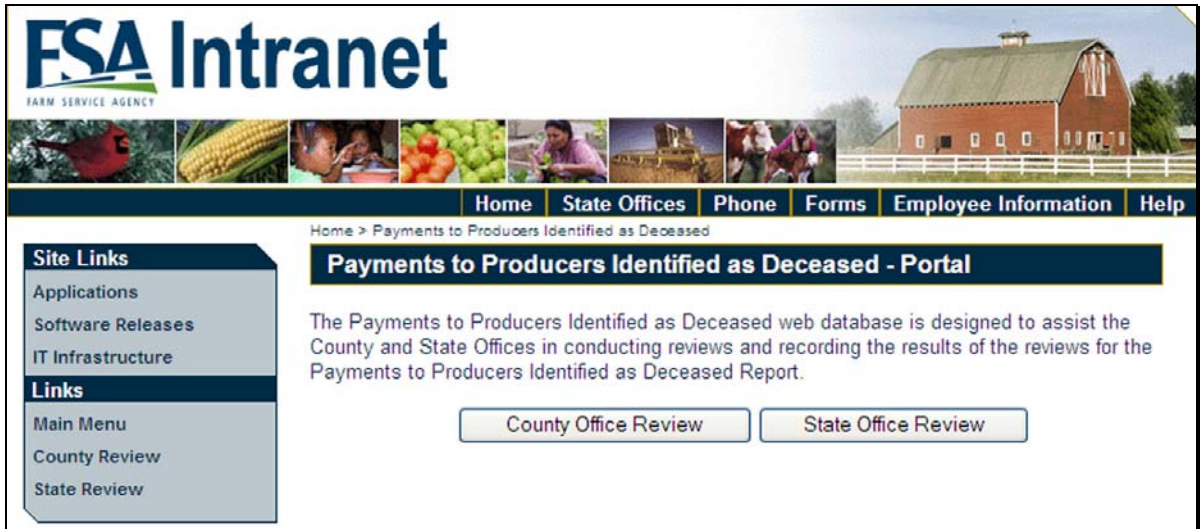 FSA Intranet
FARM SERVICE AGENCY
Home State Offices Phone Forms Employee Information Help
Home > Payments to Producers Identified as Deceased
Site Links
Applications
Software Releases
IT Infrastructure
Links
Main Menu
County Review
State Review
Payments to Producers Identified as Deceased - Portal
The Payments to Producers Identified as Deceased web database is designed to assist the
County and State Offices in conducting reviews and recording the results of the reviews for the
Payments to Producers Identified as Deceased Report.
County Office Review State Office Review